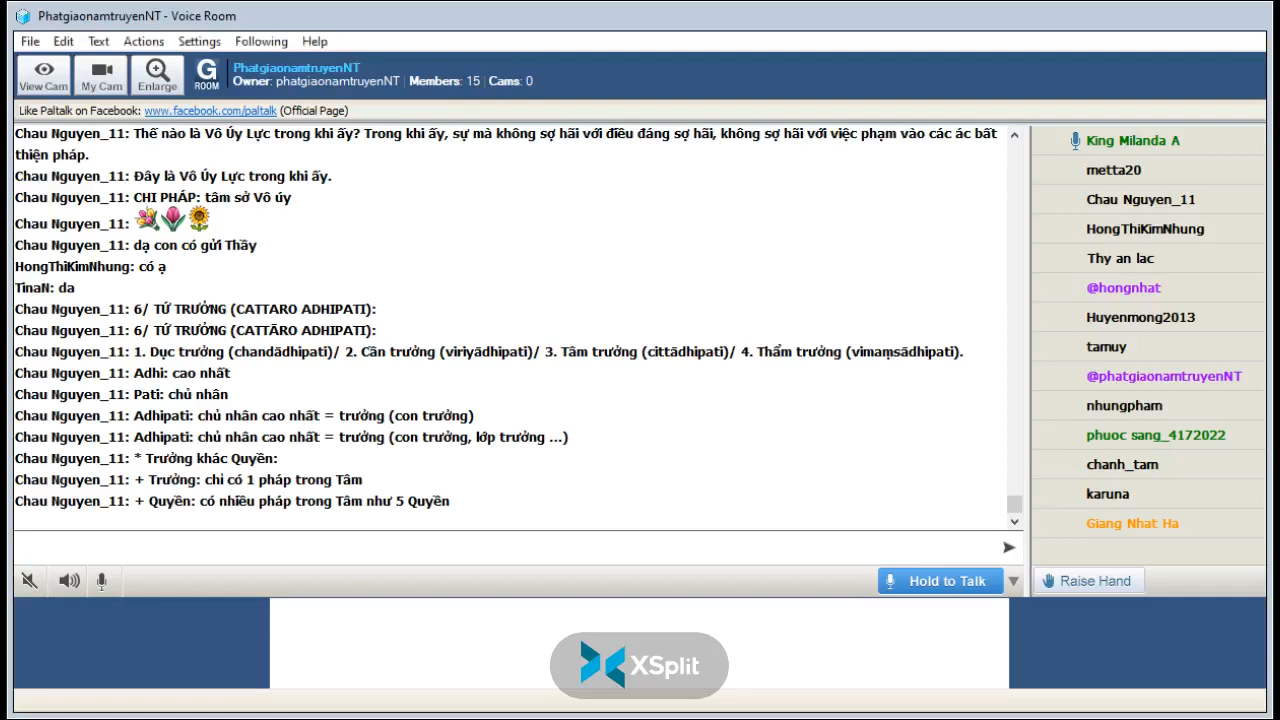 PhatgiaonamtruyenNT - Voice Room
File Edit Text Actions Settings Following Help
View Cam My Cam Enlarge G ROOM
PhatgiaonamtruyenNT
Owner: phatgiaonamtruyenNT | Members: 15 | Cams: 0
Like Paltalk on Facebook: www.facebook.com/paltalk (Official Page)
Chau Nguyen_11: Thế nào là Vô Úy Lực trong khi ấy? Trong khi ấy, sự mà không sợ hãi với điều đáng sợ hãi, không sợ hãi với việc phạm vào các ác bất
thiện pháp.
Chau Nguyen_11: Đây là Vô Úy Lực trong khi ấy.
Chau Nguyen_11: CHI PHÁP: tâm sở Vô úy
Chau Nguyen_11:
Chau Nguyen_11: dạ con có gửi Thầy
HongThiKimNhung: có ạ
TinaN: da
Chau Nguyen_11: 6/ TỨ TRƯỞNG (CATTARO ADHIPATI):
Chau Nguyen_11: 6/ TỨ TRƯỞNG (CATTĀRO ADHIPATI):
Chau Nguyen_11: 1. Dục trưởng (chandādhipati)/ 2. Cần trưởng (viriyādhipati)/ 3. Tâm trưởng (cittādhipati)/ 4. Thẩm trưởng (vimaṃsādhipati).
Chau Nguyen_11: Adhi: cao nhất
Chau Nguyen_11: Pati: chủ nhân
Chau Nguyen_11: Adhipati: chủ nhân cao nhất = trưởng (con trưởng)
Chau Nguyen_11: Adhipati: chủ nhân cao nhất = trưởng (con trưởng, lớp trưởng ...)
Chau Nguyen_11: * Trưởng khác Quyền:
Chau Nguyen_11: + Trưởng: chỉ có 1 pháp trong Tâm
Chau Nguyen_11: + Quyền: có nhiều pháp trong Tâm như 5 Quyền
King Milanda A
metta20
Chau Nguyen_11
HongThiKimNhung
Thy an lac
@hongnhat
Huyenmong2013
tamuy
@phatgiaonamtruyenNT
nhungpham
phuoc sang_4172022
chanh_tam
karuna
Giang Nhat Ha
Hold to Talk
Raise Hand
XSplit